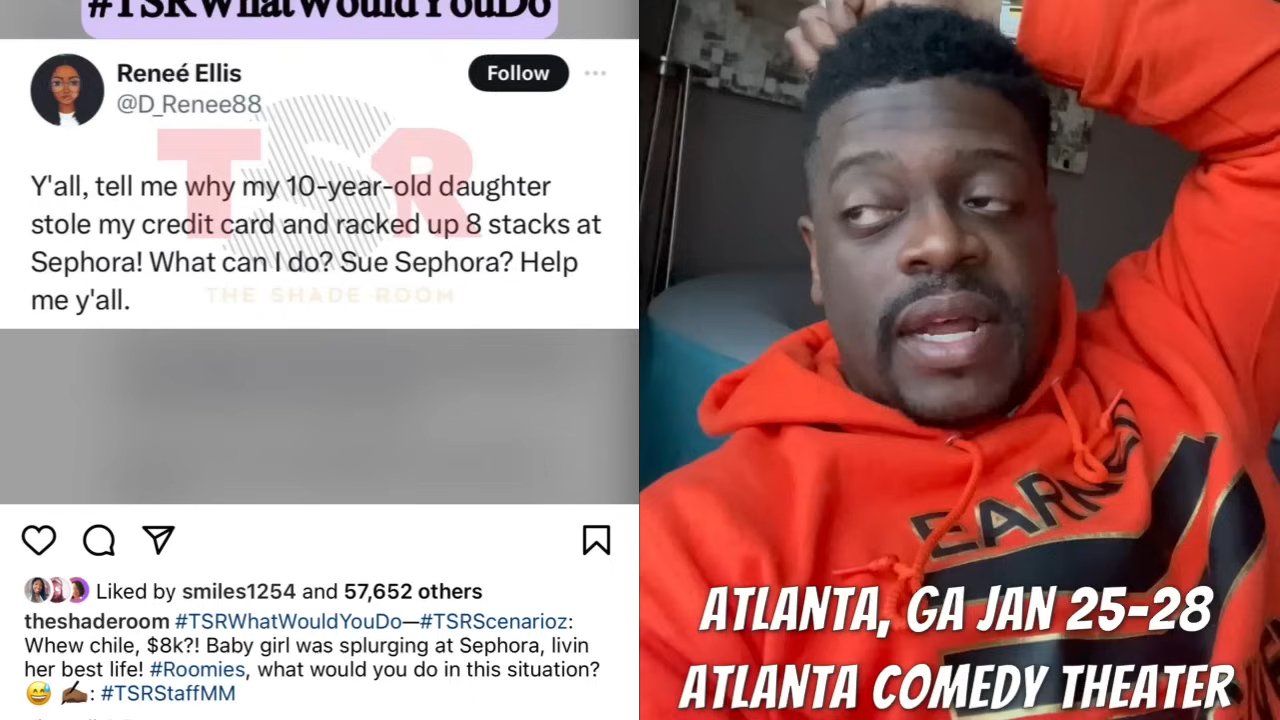 #TSRWhatWouldYouDo
Reneé Ellis
@D_Renee88
Follow
TSR
THE SHADE ROOM
Y'all, tell me why my 10-year-old daughter
stole my credit card and racked up 8 stacks at
Sephora! What can I do? Sue Sephora? Help
me y'all.
Liked by smiles1254 and 57,652 others
theshaderoom #TSRWhatWouldYouDo—#TSRScenarioz:
Whew chile, $8k?! Baby girl was splurging at Sephora, livin
her best life! #Roomies, what would you do in this situation?
😅 ✍🏾: #TSRStaffMM
ATLANTA, GA JAN 25-28
ATLANTA COMEDY THEATER